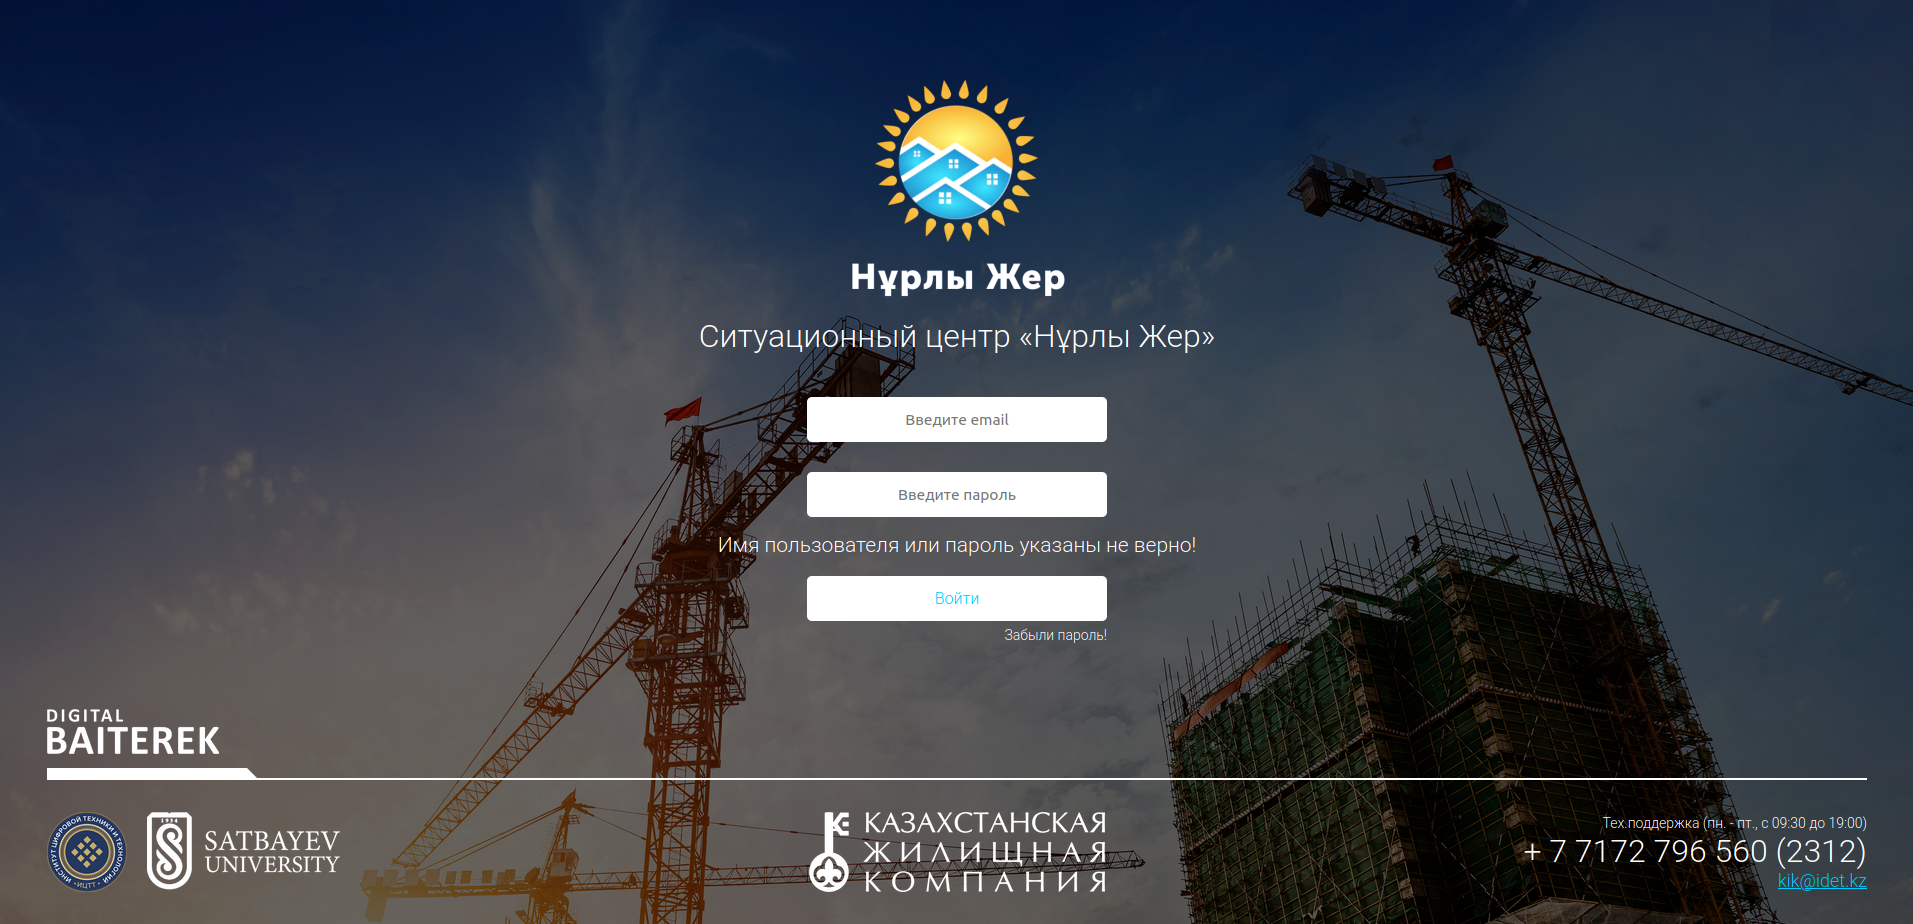 Нұрлы Жер
Ситуационный центр «Нұрлы Жер»
Введите email
Введите пароль
Имя пользователя или пароль указаны не верно!
Войти
Забыли пароль!
DIGITAL
BAITEREK
ИНСТИТУТ ЦИФРОВОЙ ТЕХНИКИ И ТЕХНОЛОГИЙ
ИЦТТ
1934
SATBAYEV
UNIVERSITY
КАЗАХСТАНСКАЯ
ЖИЛИЩНАЯ
КОМПАНИЯ
Тех.поддержка (пн. - пт., с 09:30 до 19:00)
+ 7 7172 796 560 (2312)
kik@idet.kz